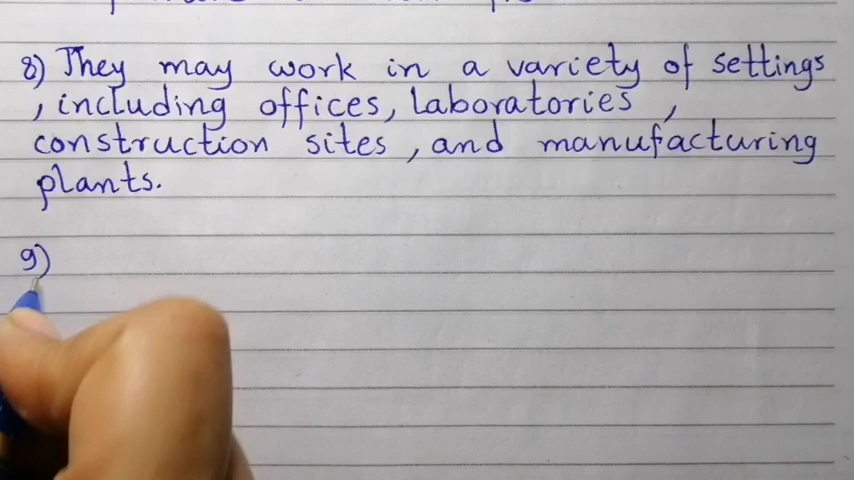 8) They may work in a variety of settings
, including offices, laboratories ,
construction sites , and manufacturing
plants.
9)